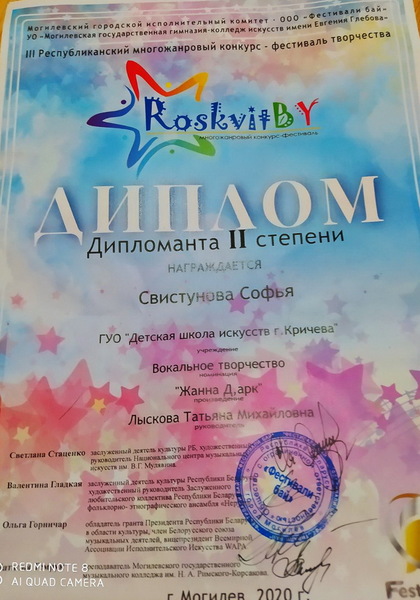 Могилевский городской исполнительный комитет - ООО «Фестивали бай»
УО «Могилевская государственная гимназия-колледж искусств имени Евгения Глебова»
III Республиканский многожанровый конкурс - фестиваль творчества
RoskvitBY
многожанровый конкурс-фестиваль
ДИПЛОМ
Дипломанта II степени
НАГРАЖДАЕТСЯ
Свистунова Софья
ГУО "Детская школа искусств г.Кричева"
учреждение
Вокальное творчество
номинация
"Жанна Д,арк"
произведение
Лыскова Татьяна Михайловна
руководитель
Светлана Стаценко заслуженный деятель культуры РБ, художественный
руководитель Национального центра музыкальн
искусств им. В.Г. Мулявина
Валентина Гладкая заслуженный деятель культуры Республики Бела
художественный руководитель Заслуженного
любительского коллектива Республики Беларус
фольклорно- этнографического ансамбля
Ольга Горничар обладатель гранта Президента Республики Белар
в области культуры, член Белорусского союза
музыкальных деятелей, вицепрезидент Всемирной
Ассоциации Исполнительского Искусства WAPA
преподаватель Могилевского государственного
музыкального колледжа им. Н. А. Римского-Корсакова.
«Фестивали
бай»
г.Могилев, 2020 г.
Fest
REDMI NOTE 8
AI QUAD CAMERA